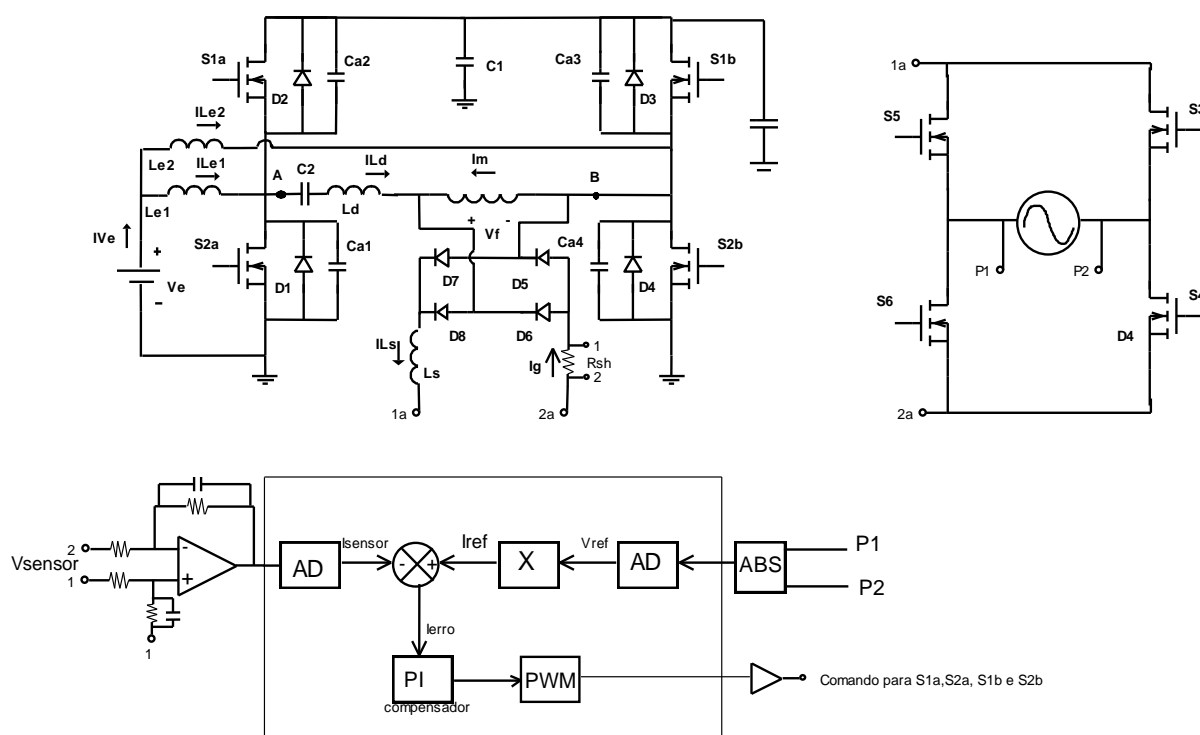 S1a
D2
Ca2
C1
Ca3
D3
S1b
1a
S5
S3
ILe2
Le2
ILe1
Le1
A
C2
ILd
Ld
Im
B
IVe
+
Ve
-
S2a
D1
Ca1
+ Vf -
Ca4
D7
D5
D8
D6
D4
S2b
P1
P2
S6
S4
D4
ILs
Ls
Ig
1
Rsh
2
1a
2a
2a
Vsensor
2
1
-
+
1
AD
Isensor
-
+
Iref
X
Vref
AD
ABS
P1
P2
Ierro
PI
compensador
PWM
Comando para S1a,S2a, S1b e S2b